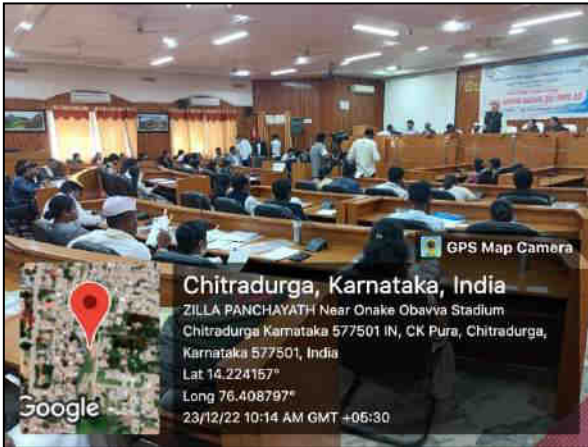 GPS Map Camera
Chitradurga, Karnataka, India
ZILLA PANCHAYATH Near Onake Obavva Stadium
Chitradurga Karnataka 577501 IN, CK Pura, Chitradurga,
Karnataka 577501, India
Lat 14.224157°
Long 76.408797°
23/12/22 10:14 AM GMT +05:30
Google